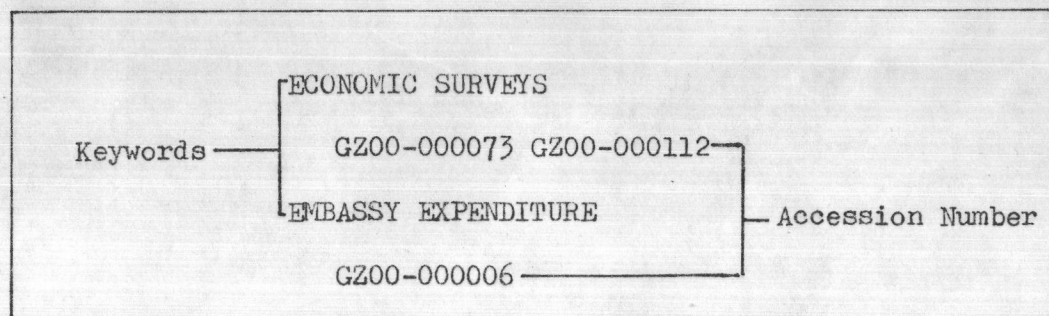 ECONOMIC SURVEYS
Keywords GZ00-000073 GZ00-000112
EMBASSY EXPENDITURE
Accession Number
GZ00-000006